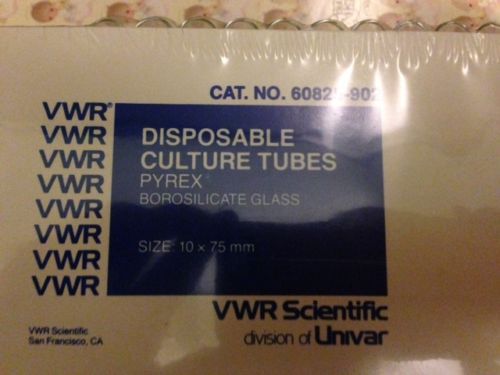 CAT. NO.
VWR®
VWR
VWR
VWR
VWR
VWR
VWR
VWR
DISPOSABLE
CULTURE TUBES
PYREX
BOROSILICATE GLASS
SIZE: 10 × 75 mm
VWR Scientific
division of Univar
VWR Scientific
San Francisco, CA